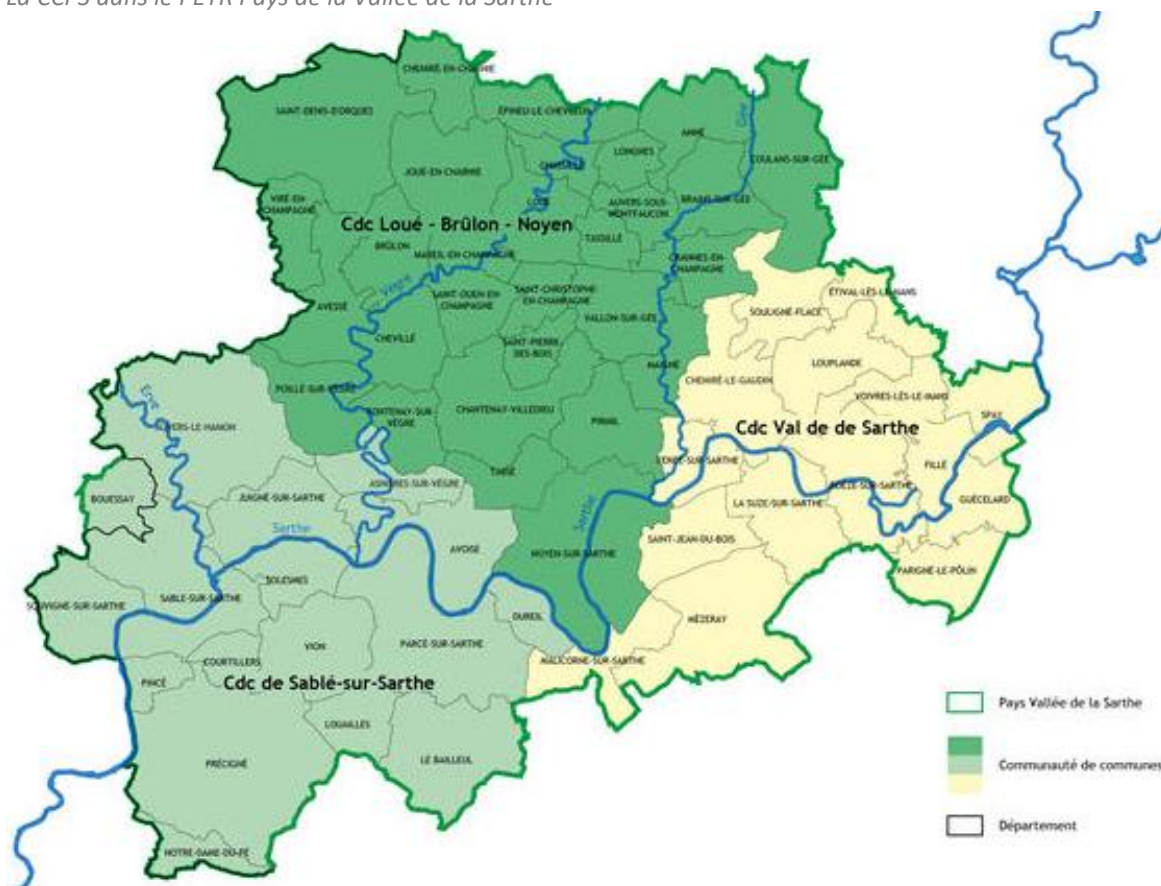 La CCPS dans le PETR Pays de la Vallée de la Sarthe
CHEMIRÉ-EN-CHARNIE
SAINT-DENIS-D'ORQUES
ÉPINEU-LE-CHEVREUIL
AMNÉ
Gée
LONGNES
COULANS-SUR-GÉE
CHASSILLÉ
JOUÉ-EN-CHARNIE
VIRÉ-EN-
CHAMPAGNE
LOUÉ
AUVERS-SOUS-
MONTFAUCON
BRAINS-SUR-GÉE
Cdc Loué - Brûlon - Noyen
BRÛLON
TASSILLÉ
MAREIL-EN-CHAMPAGNE
CRANNES-EN-
CHAMPAGNE
Vègre
SAINT-OUEN-EN-
CHAMPAGNE
SAINT-CHRISTOPHE-
EN-CHAMPAGNE
ÉTIVAL-LÈS-LE-MANS
AVESSÉ
VALLON-SUR-GÉE
SOULIGNÉ-FLACÉ
CHEVILLÉ
SAINT-PIERRE-
DES-BOIS
MAIGNÉ
LOUPLANDE
POILLÉ-SUR-VÈGRE
CHEMIRÉ-LE-GAUDIN
Erve
FONTENAY-SUR-
VÈGRE
CHANTENAY-VILLEDIEU
VOIVRES-LÈS-LE-MANS
PIRMIL
SPAY
Cdc Val de de Sarthe
TASSÉ
FILLÉ
BOUESSAY
ASNIÈRES-SUR-VÈGRE
JUIGNÉ-SUR-SARTHE
ROËZÉ-SUR-SARTHE
GUÉCELARD
LA SUZE-SUR-SARTHE
Sarthe
Sarthe
SAINT-JEAN-DU-BOIS
AVOISE
NOYEN-SUR-SARTHE
PARIGNÉ-LE-PÔLIN
SOLESMES
SABLÉ-SUR-SARTHE
SOUVIGNÉ-SUR-SARTHE
DUREIL
MÉZERAY
VION
PARCÉ-SUR-SARTHE
COURTILLERS
MALICORNE-SUR-SARTHE
PINCÉ
Cdc de Sablé-sur-Sarthe
Pays Vallée de la Sarthe
LOUAILLES
LE BAILLEUL
PRÉCIGNÉ
Communauté de communes
Département
NOTRE-DAME-DU-PÉ